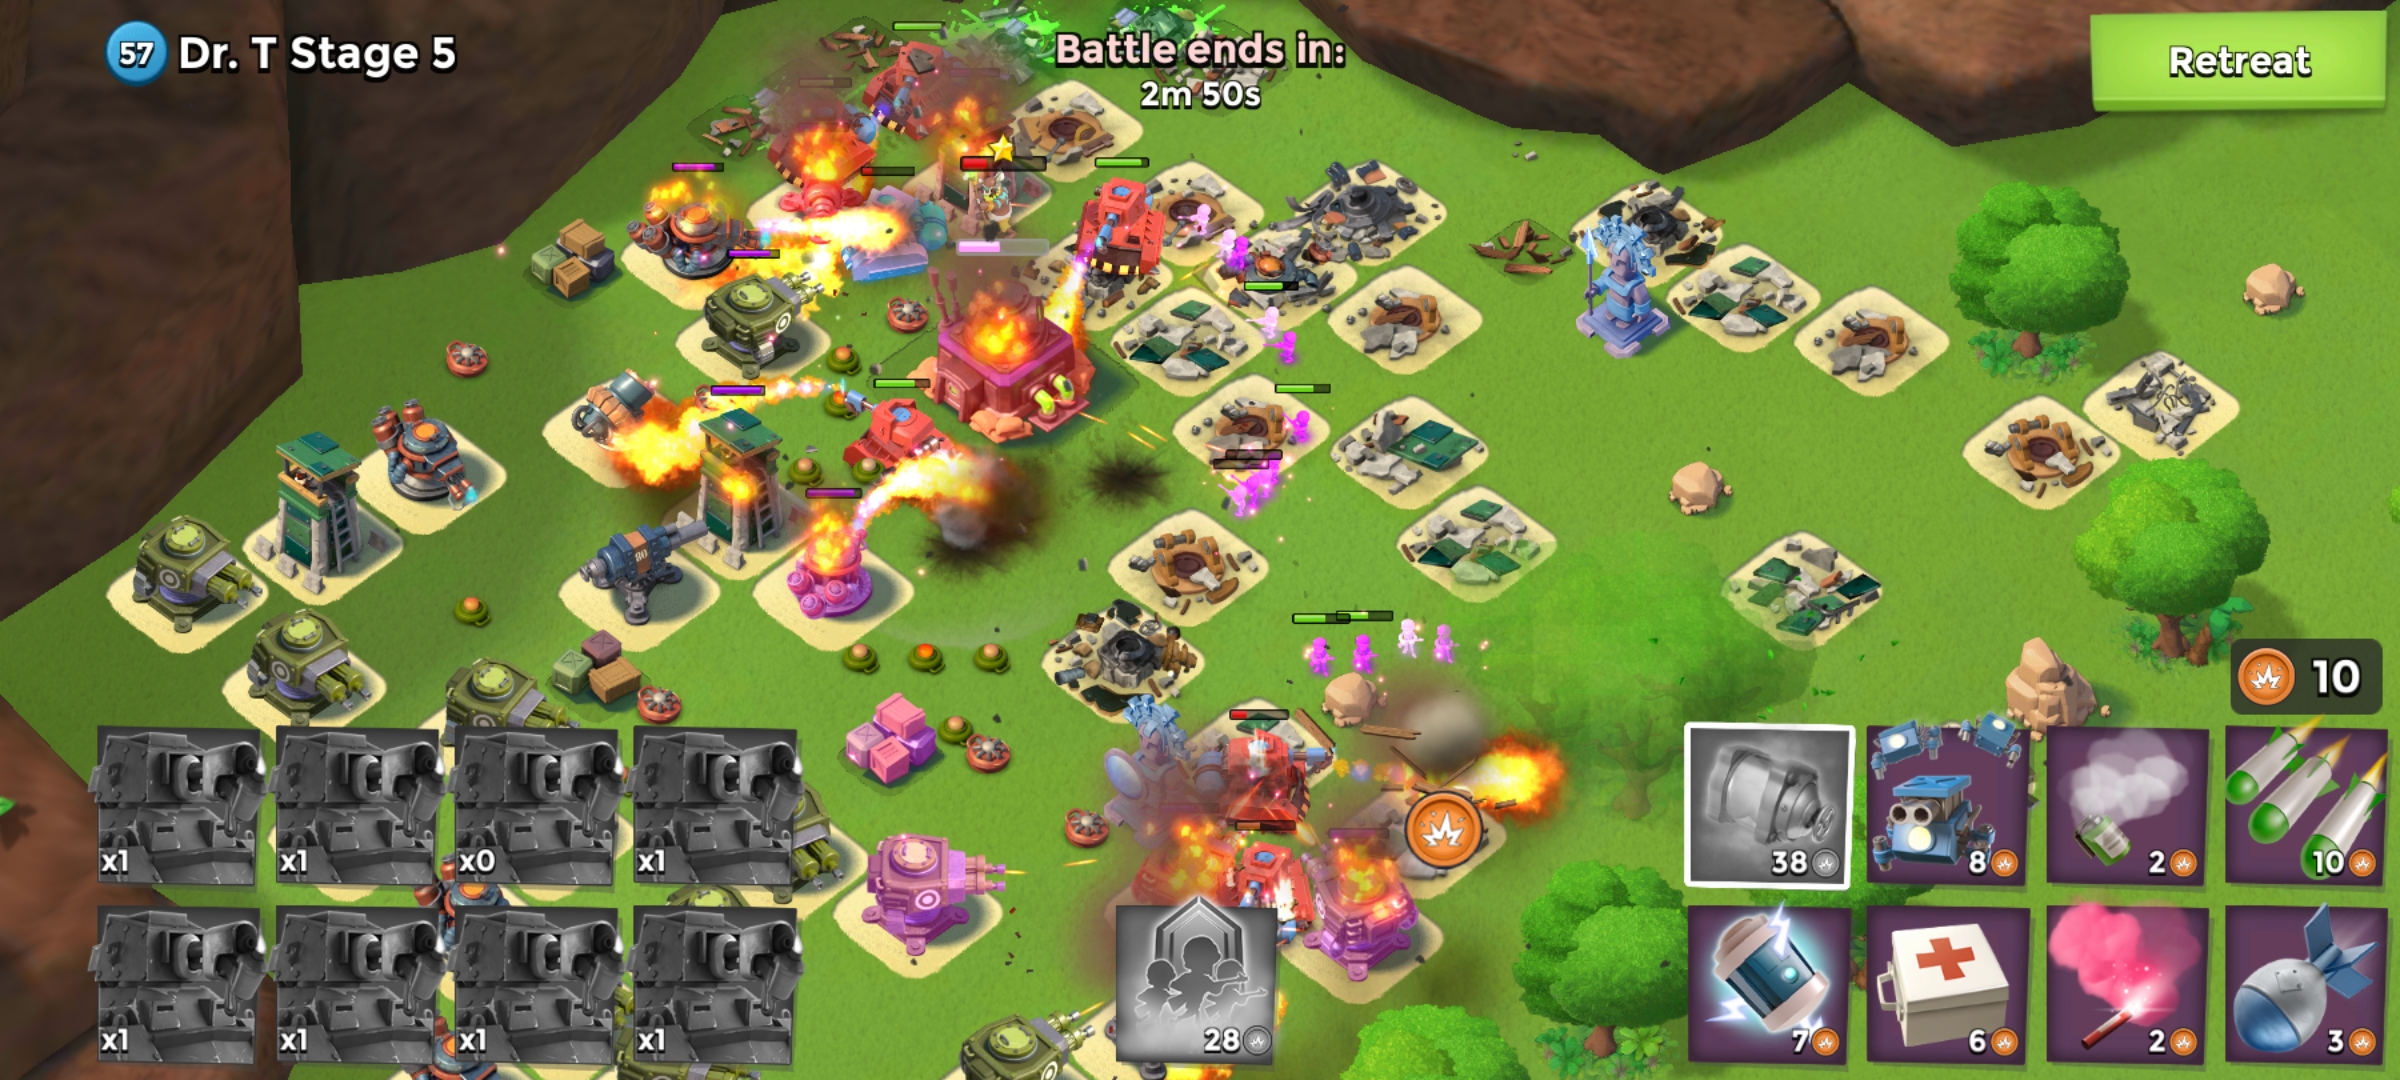 57 Dr. T Stage 5
Battle ends in:
2m 50s
Retreat
80
10
x1 x1 x0 x1
38 8 2 10
x1 x1 x1 x1
28
7 6 2 3